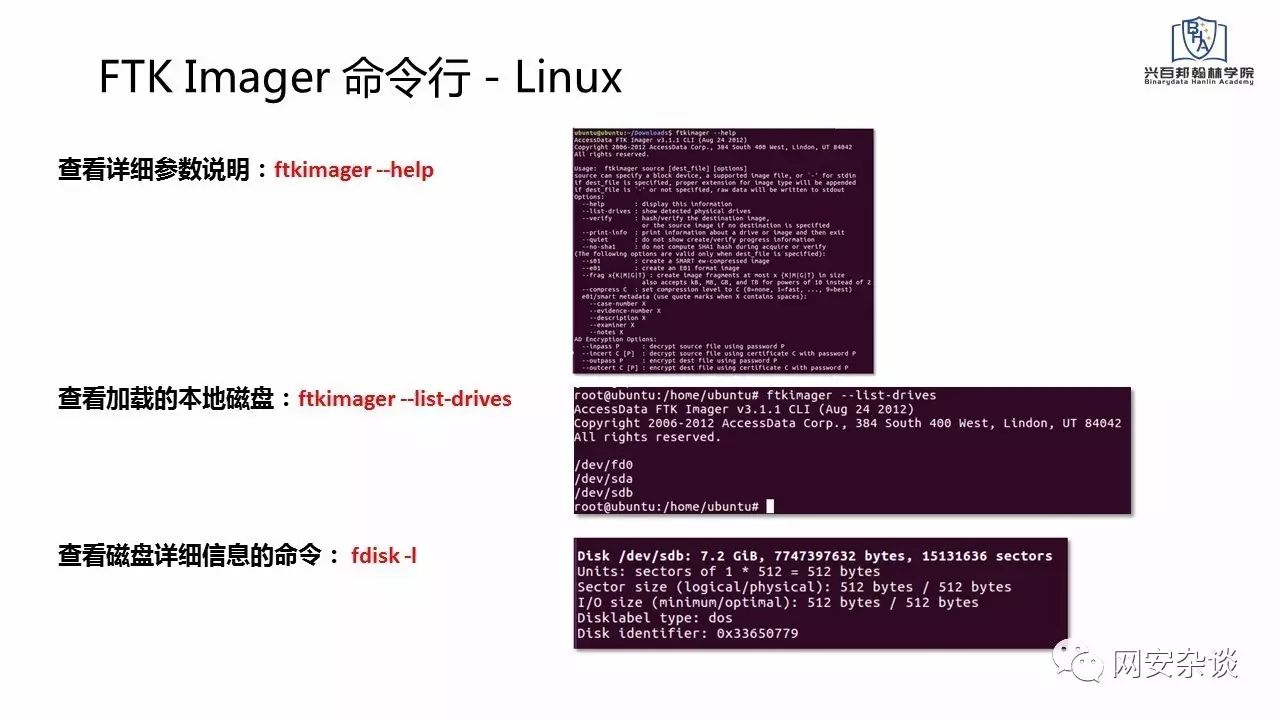 FTK Imager 命令行 - Linux
兴百邦翰林学院
Binarydata Hanlin Academy
查看详细参数说明：ftkimager --help
ubuntu@ubuntu:~/Downloads$ ftkimager --help
AccessData FTK Imager v3.1.1 CLI (Aug 24 2012)
Copyright 2006-2012 AccessData Corp., 384 South 400 West, Lindon, UT 84042
All rights reserved.
Usage:  ftkimager source [dest_file] [options]
source can specify a block device, a supported image file, or `-' for stdin
if dest_file is specified, proper extension for image type will be appended
if dest_file is `-' or not specified, raw data will be written to stdout
Options:
--help : display this information
--list-drives : show detected physical drives
--verify : hash/verify the destination image,
or the source image if no destination is specified
--print-info : print information about a drive or image and then exit
--quiet : do not show create/verify progress information
--no-sha1 : do not compute SHA1 hash during acquire or verify
(The following options are valid only when dest_file is specified):
--s01 : create a SMART ew-compressed image
--e01 : create an E01 format image
--frag x{K|M|G|T} : create image fragments at most x {K|M|G|T} in size
also accepts kB, MB, GB, and TB for powers of 10 instead of 2
--compress C : set compression level to C (0=none, 1=fast, ..., 9=best)
e01/smart metadata (use quote marks when X contains spaces):
--case-number X
--evidence-number X
--description X
--examiner X
--notes X
AD Encryption Options:
--inpass P : decrypt source file using password P
--incert C [P] : decrypt source file using certificate C with password P
--outpass P : encrypt dest file using password P
--outcert C [P] : encrypt dest file using certificate C with password P
查看加载的本地磁盘：ftkimager --list-drives
root@ubuntu:/home/ubuntu# ftkimager --list-drives
AccessData FTK Imager v3.1.1 CLI (Aug 24 2012)
Copyright 2006-2012 AccessData Corp., 384 South 400 West, Lindon, UT 84042
All rights reserved.
/dev/fd0
/dev/sda
/dev/sdb
root@ubuntu:/home/ubuntu#
查看磁盘详细信息的命令： fdisk -l
Disk /dev/sdb: 7.2 GiB, 7747397632 bytes, 15131636 sectors
Units: sectors of 1 * 512 = 512 bytes
Sector size (logical/physical): 512 bytes / 512 bytes
I/O size (minimum/optimal): 512 bytes / 512 bytes
Disklabel type: dos
Disk identifier: 0x33650779
网安杂谈